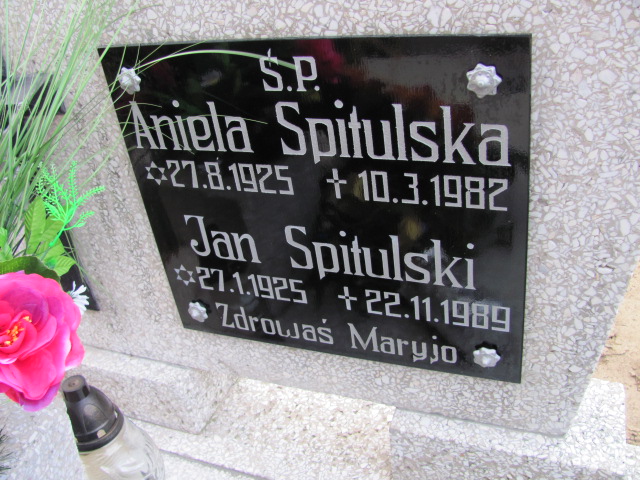 Ś.P.
Aniela Spitulska
✡27.8.1925 ✝10.3.1982
Jan Spitulski
✡27.1.1925 ✝22.11.1989
Zdrowaś Maryjo